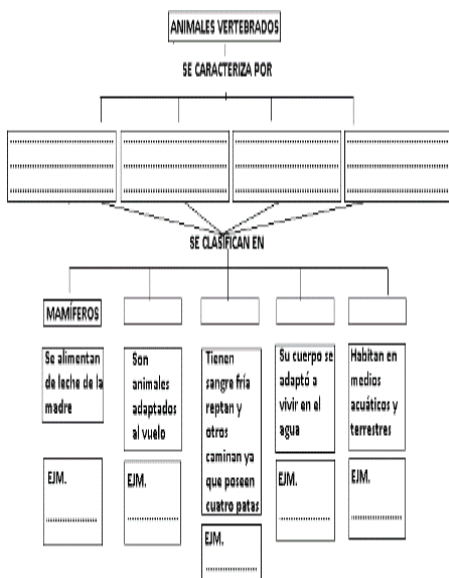 ANIMALES VERTEBRADOS
SE CARACTERIZA POR
SE CLASIFICAN EN
MAMÍFEROS
Se alimentan
de leche de la
madre
EJM.
Son
animales
adaptados
al vuelo
EJM.
Tienen
sangre fría
reptan y
otros
caminan ya
que poseen
cuatro patas
EJM.
Su cuerpo se
adaptó a
vivir en el
agua
EJM.
Habitan en
medios
acuáticos y
terrestres
EJM.